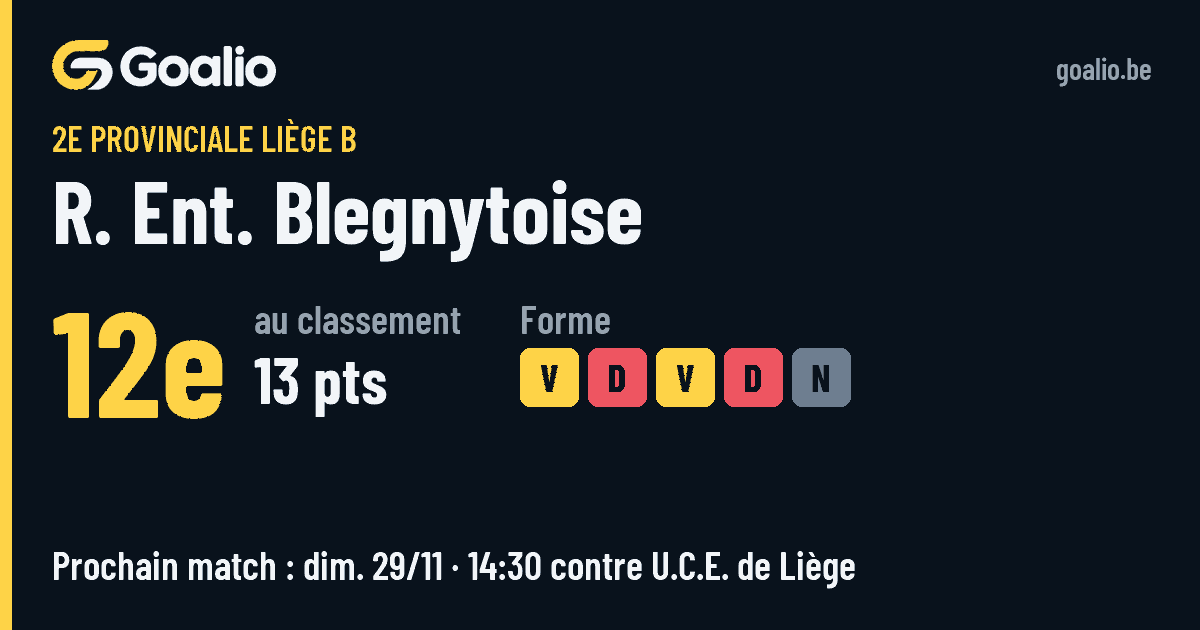 Goalio
goalio.be
2E PROVINCIALE LIÈGE B
R. Ent. Blegnytoise
12e
au classement
13 pts
Forme
V D V D N
Prochain match : dim. 29/11 · 14:30 contre U.C.E. de Liège